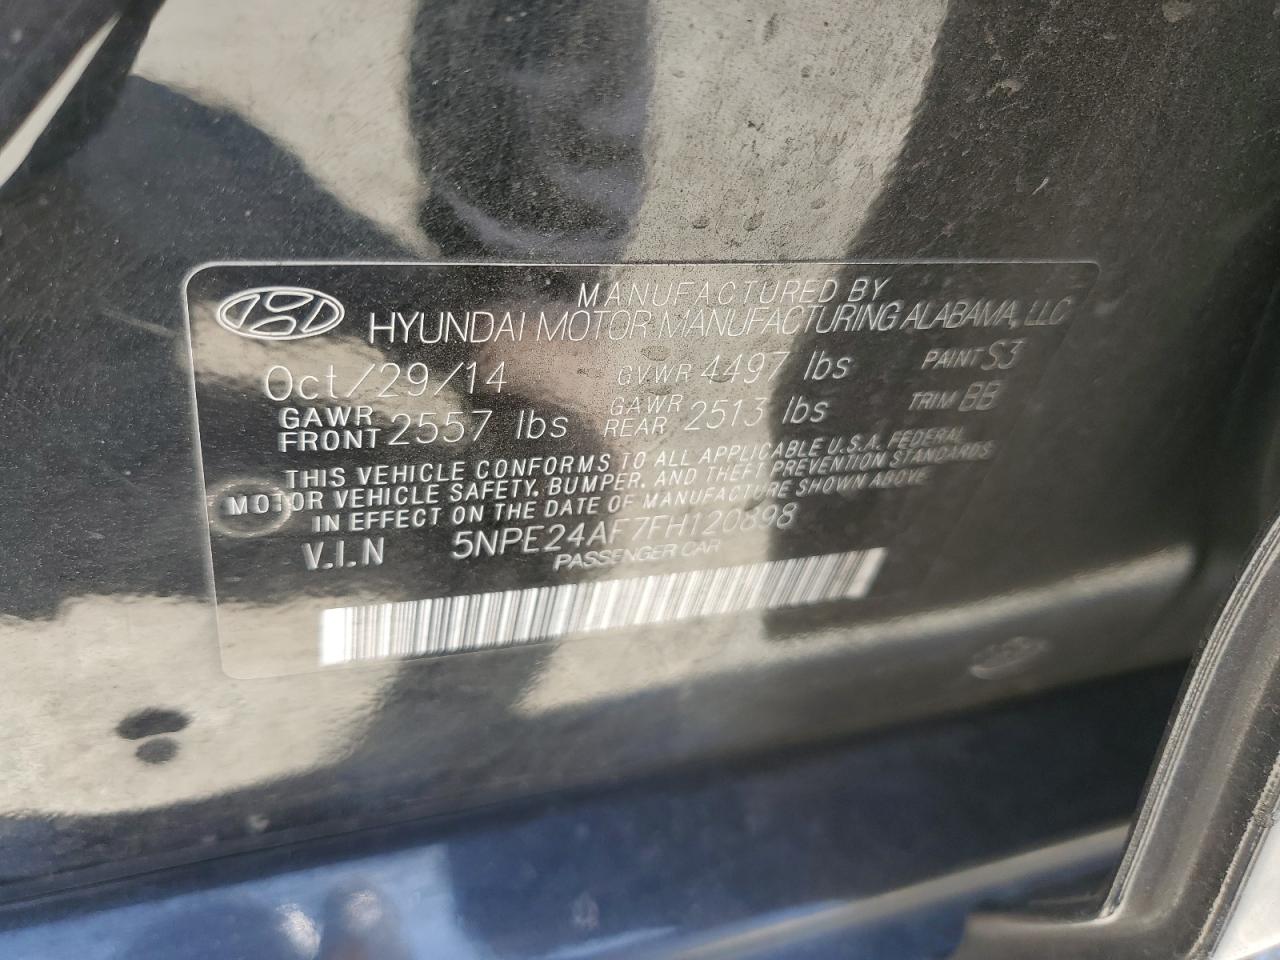 MANUFACTURED BY
HYUNDAI MOTOR MANUFACTURING ALABAMA, LLC
Oct/29/14 GVWR 4497 lbs PAINT S3
GAWR FRONT 2557 lbs GAWR REAR 2513 lbs TRIM BB
THIS VEHICLE CONFORMS TO ALL APPLICABLE U.S.A. FEDERAL
MOTOR VEHICLE SAFETY, BUMPER, AND THEFT PREVENTION STANDARDS
IN EFFECT ON THE DATE OF MANUFACTURE SHOWN ABOVE
V.I.N 5NPE24AF7FH120898
PASSENGER CAR